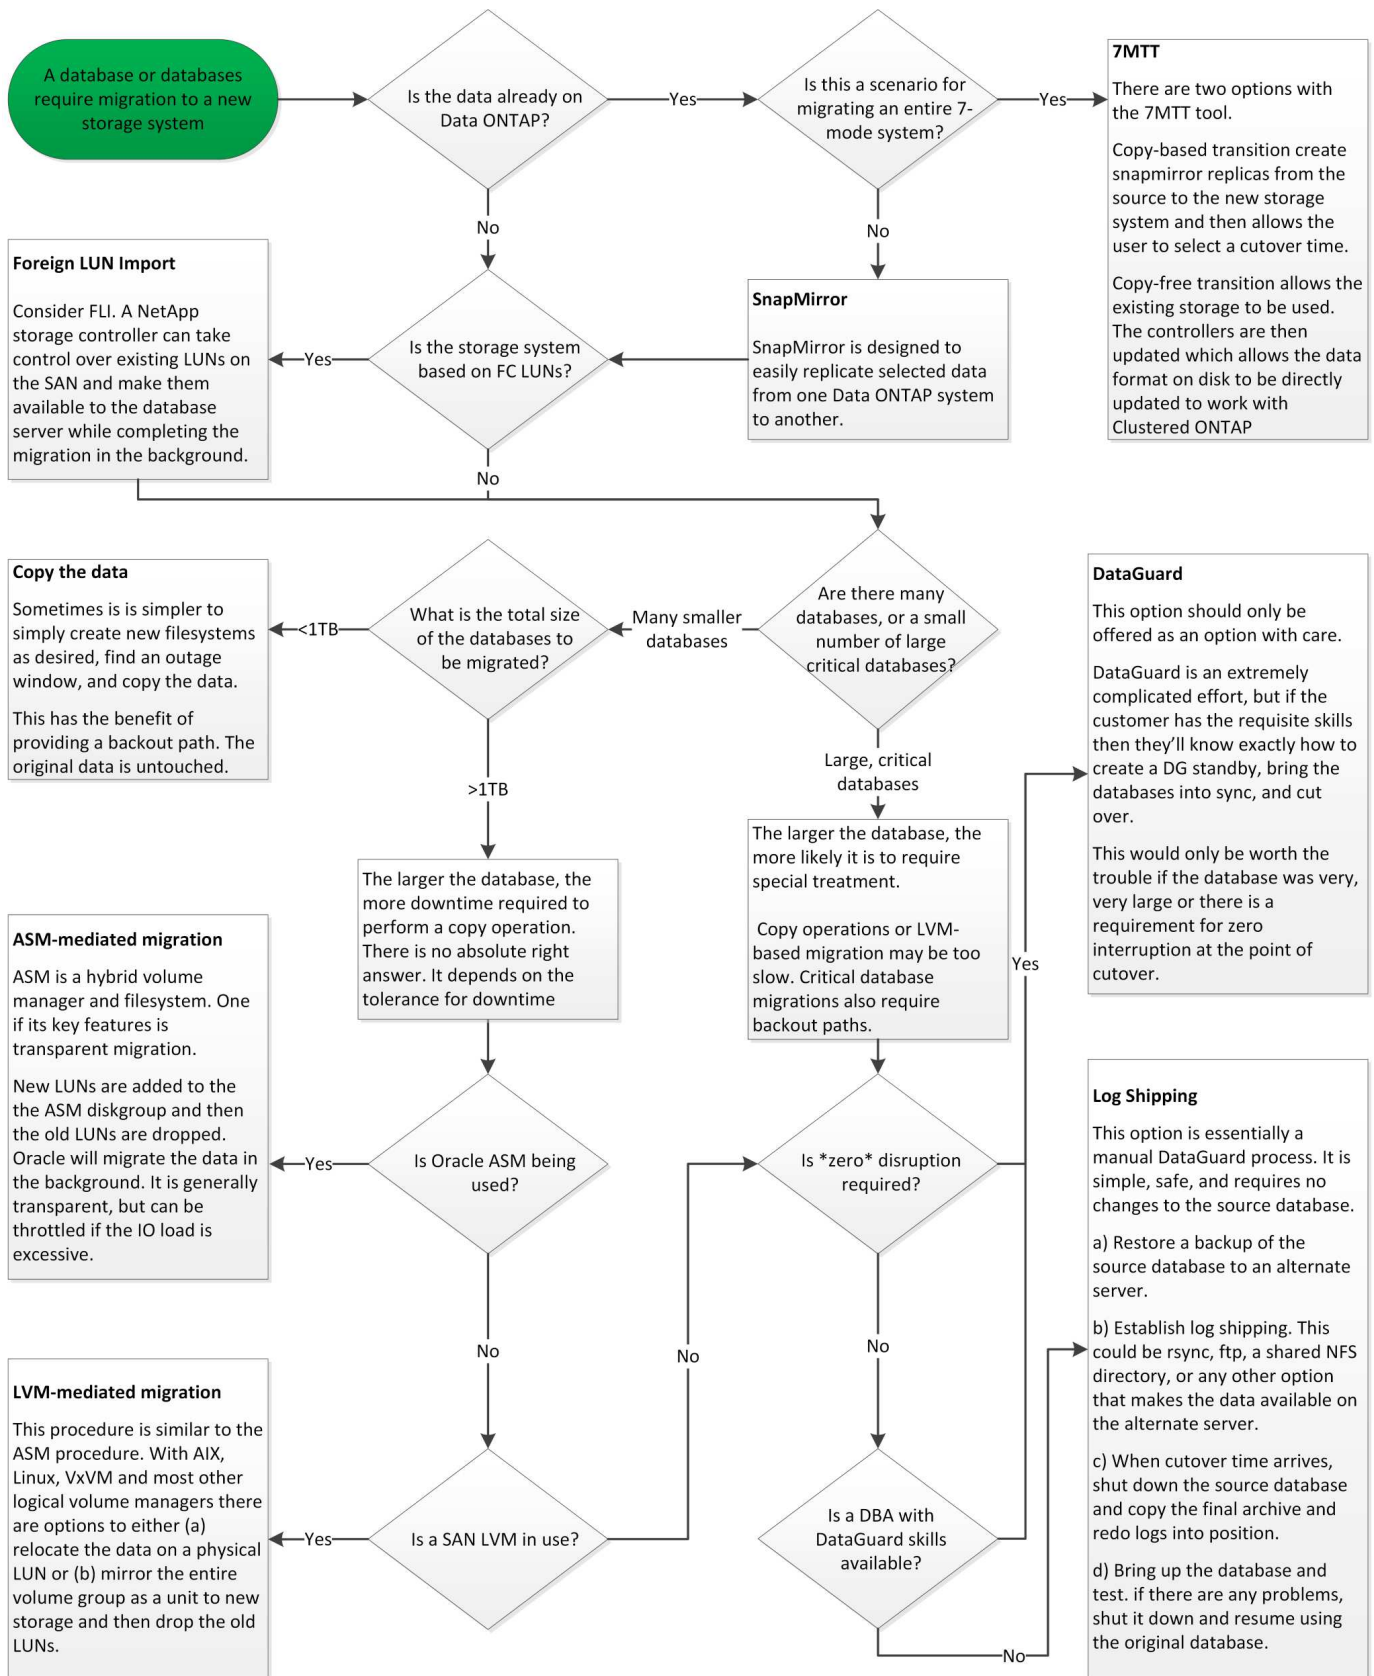 A database or databases
require migration to a new
storage system
Is the data already on
Data ONTAP?
Yes
Is this a scenario for
migrating an entire 7-
mode system?
Yes
7MTT
There are two options with
the 7MTT tool.
Copy-based transition create
snapmirror replicas from the
source to the new storage
system and then allows the
user to select a cutover time.
Copy-free transition allows the
existing storage to be used.
The controllers are then
updated which allows the data
format on disk to be directly
updated to work with
Clustered ONTAP
No
No
Foreign LUN Import
Consider FLI. A NetApp
storage controller can take
control over existing LUNs on
the SAN and make them
available to the database
server while completing the
migration in the background.
Yes
Is the storage system
based on FC LUNs?
SnapMirror
SnapMirror is designed to
easily replicate selected data
from one Data ONTAP system
to another.
No
Copy the data
Sometimes is is simpler to
simply create new filesystems
as desired, find an outage
window, and copy the data.
This has the benefit of
providing a backout path. The
original data is untouched.
<1TB
What is the total size
of the databases to
be migrated?
Many smaller
databases
Are there many
databases, or a small
number of large
critical databases?
DataGuard
This option should only be
offered as an option with care.
DataGuard is an extremely
complicated effort, but if the
customer has the requisite skills
then they’ll know exactly how to
create a DG standby, bring the
databases into sync, and cut
over.
This would only be worth the
trouble if the database was very,
very large or there is a
requirement for zero
interruption at the point of
cutover.
>1TB
Large, critical
databases
The larger the database, the
more downtime required to
perform a copy operation.
There is no absolute right
answer. It depends on the
tolerance for downtime
The larger the database, the
more likely it is to require
special treatment.
Copy operations or LVM-
based migration may be too
slow. Critical database
migrations also require
backout paths.
Yes
ASM-mediated migration
ASM is a hybrid volume
manager and filesystem. One
if its key features is
transparent migration.
New LUNs are added to the
the ASM diskgroup and then
the old LUNs are dropped.
Oracle will migrate the data in
the background. It is generally
transparent, but can be
throttled if the IO load is
excessive.
Yes
Is Oracle ASM being
used?
Is *zero* disruption
required?
Log Shipping
This option is essentially a
manual DataGuard process. It is
simple, safe, and requires no
changes to the source database.
a) Restore a backup of the
source database to an alternate
server.
b) Establish log shipping. This
could be rsync, ftp, a shared NFS
directory, or any other option
that makes the data available on
the alternate server.
c) When cutover time arrives,
shut down the source database
and copy the final archive and
redo logs into position.
d) Bring up the database and
test. if there are any problems,
shut it down and resume using
the original database.
No
No
No
LVM-mediated migration
This procedure is similar to the
ASM procedure. With AIX,
Linux, VxVM and most other
logical volume managers there
are options to either (a)
relocate the data on a physical
LUN or (b) mirror the entire
volume group as a unit to new
storage and then drop the old
LUNs.
Yes
Is a SAN LVM in use?
Is a DBA with
DataGuard skills
available?
No